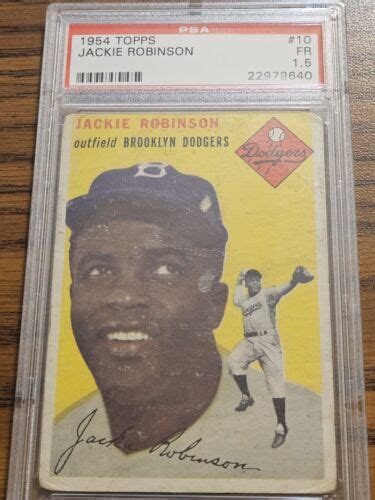 PSA
1954 TOPPS #10
JACKIE ROBINSON FR
1.5
22979640
JACKIE ROBINSON
outfield BROOKLYN DODGERS
Dodgers
B
Jackie Robinson